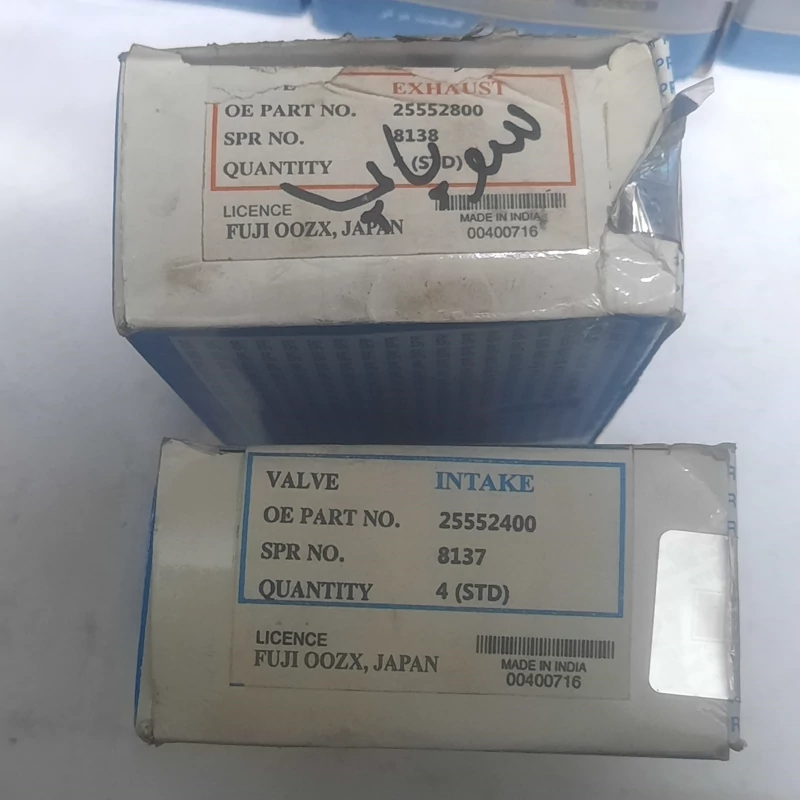 EXHAUST
OE PART NO. 25552800
SPR NO. 8138
QUANTITY (STD)
سوپاپ
LICENCE
FUJI OOZX, JAPAN
MADE IN INDIA
00400716
VALVE INTAKE
OE PART NO. 25552400
SPR NO. 8137
QUANTITY 4 (STD)
LICENCE
FUJI OOZX, JAPAN
MADE IN INDIA
00400716